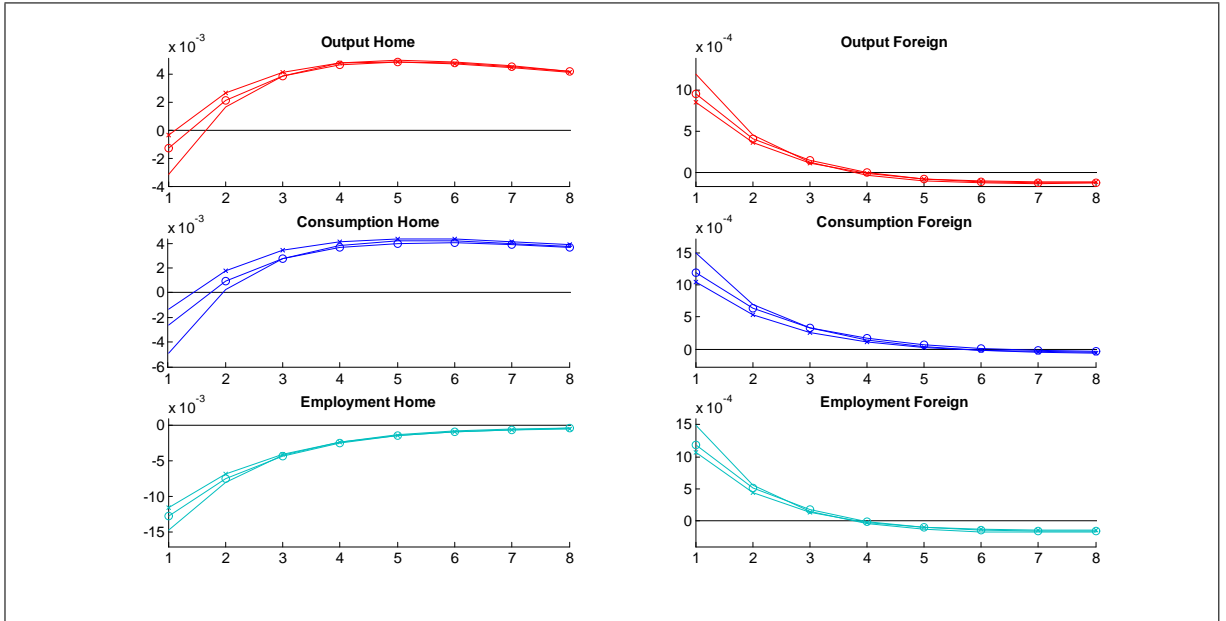 x 10-3
Output Home
4
2
0
-2
-4
1 2 3 4 5 6 7 8
x 10-4
Output Foreign
10
5
0
1 2 3 4 5 6 7 8
x 10-3
Consumption Home
4
2
0
-2
-4
-6
1 2 3 4 5 6 7 8
x 10-4
Consumption Foreign
15
10
5
0
1 2 3 4 5 6 7 8
x 10-3
Employment Home
0
-5
-10
-15
1 2 3 4 5 6 7 8
x 10-4
Employment Foreign
15
10
5
0
1 2 3 4 5 6 7 8